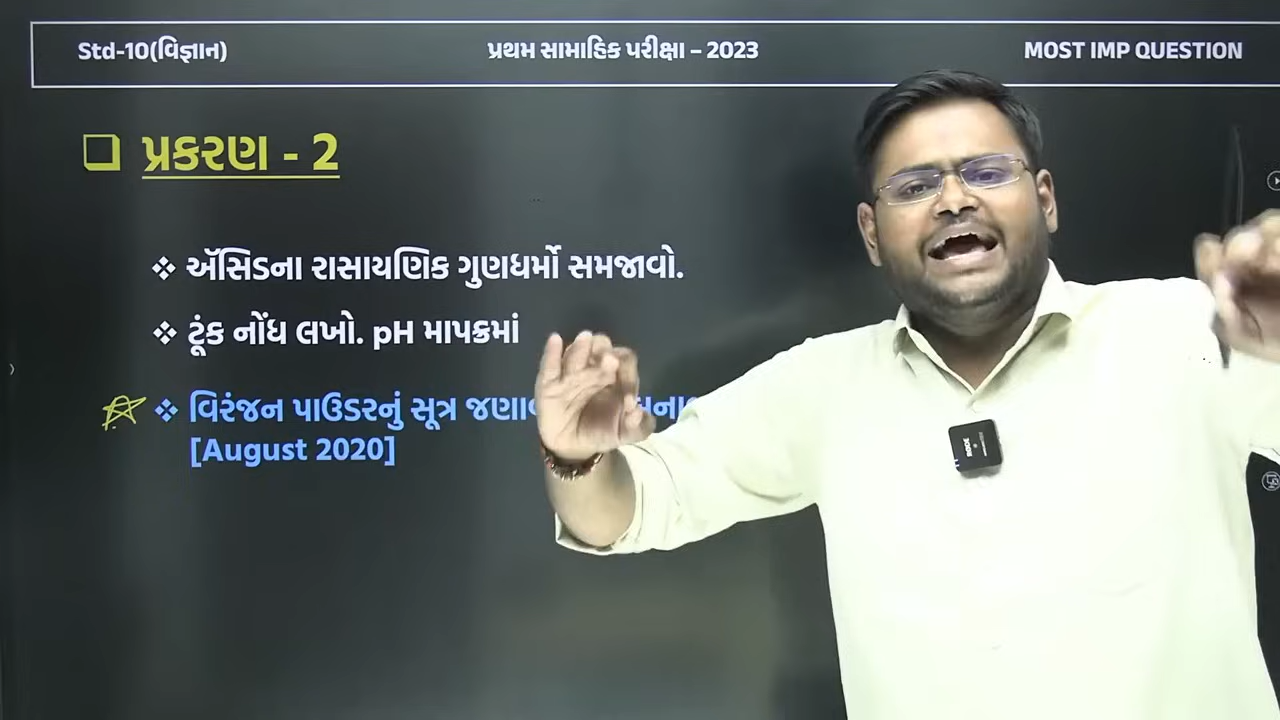 Std-10(વિજ્ઞાન)
પ્રથમ સામાહિક પરીક્ષા – 2023
MOST IMP QUESTION
પ્રકરણ - 2
ઍસિડના રાસાયણિક ગુણધર્મો સમજાવો.
ટૂંક નોંધ લખો. pH માપક્રમાં
વિરંજન પાઉડરનું સૂત્ર
[August 2020]